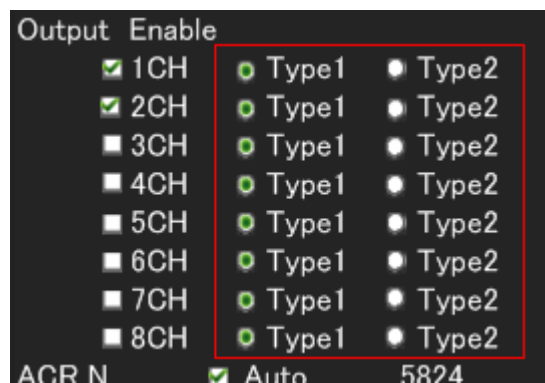 Output Enable
1CH Type1 Type2
2CH Type1 Type2
3CH Type1 Type2
4CH Type1 Type2
5CH Type1 Type2
6CH Type1 Type2
7CH Type1 Type2
8CH Type1 Type2
ACR N Auto 5824